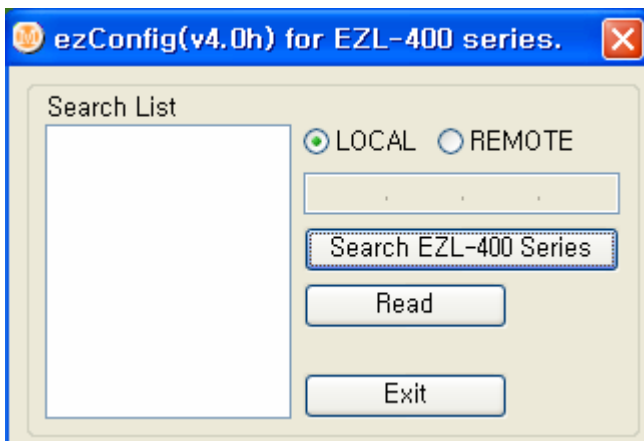 ezConfig(v4.0h) for EZL-400 series.
Search List
LOCAL REMOTE
Search EZL-400 Series
Read
Exit